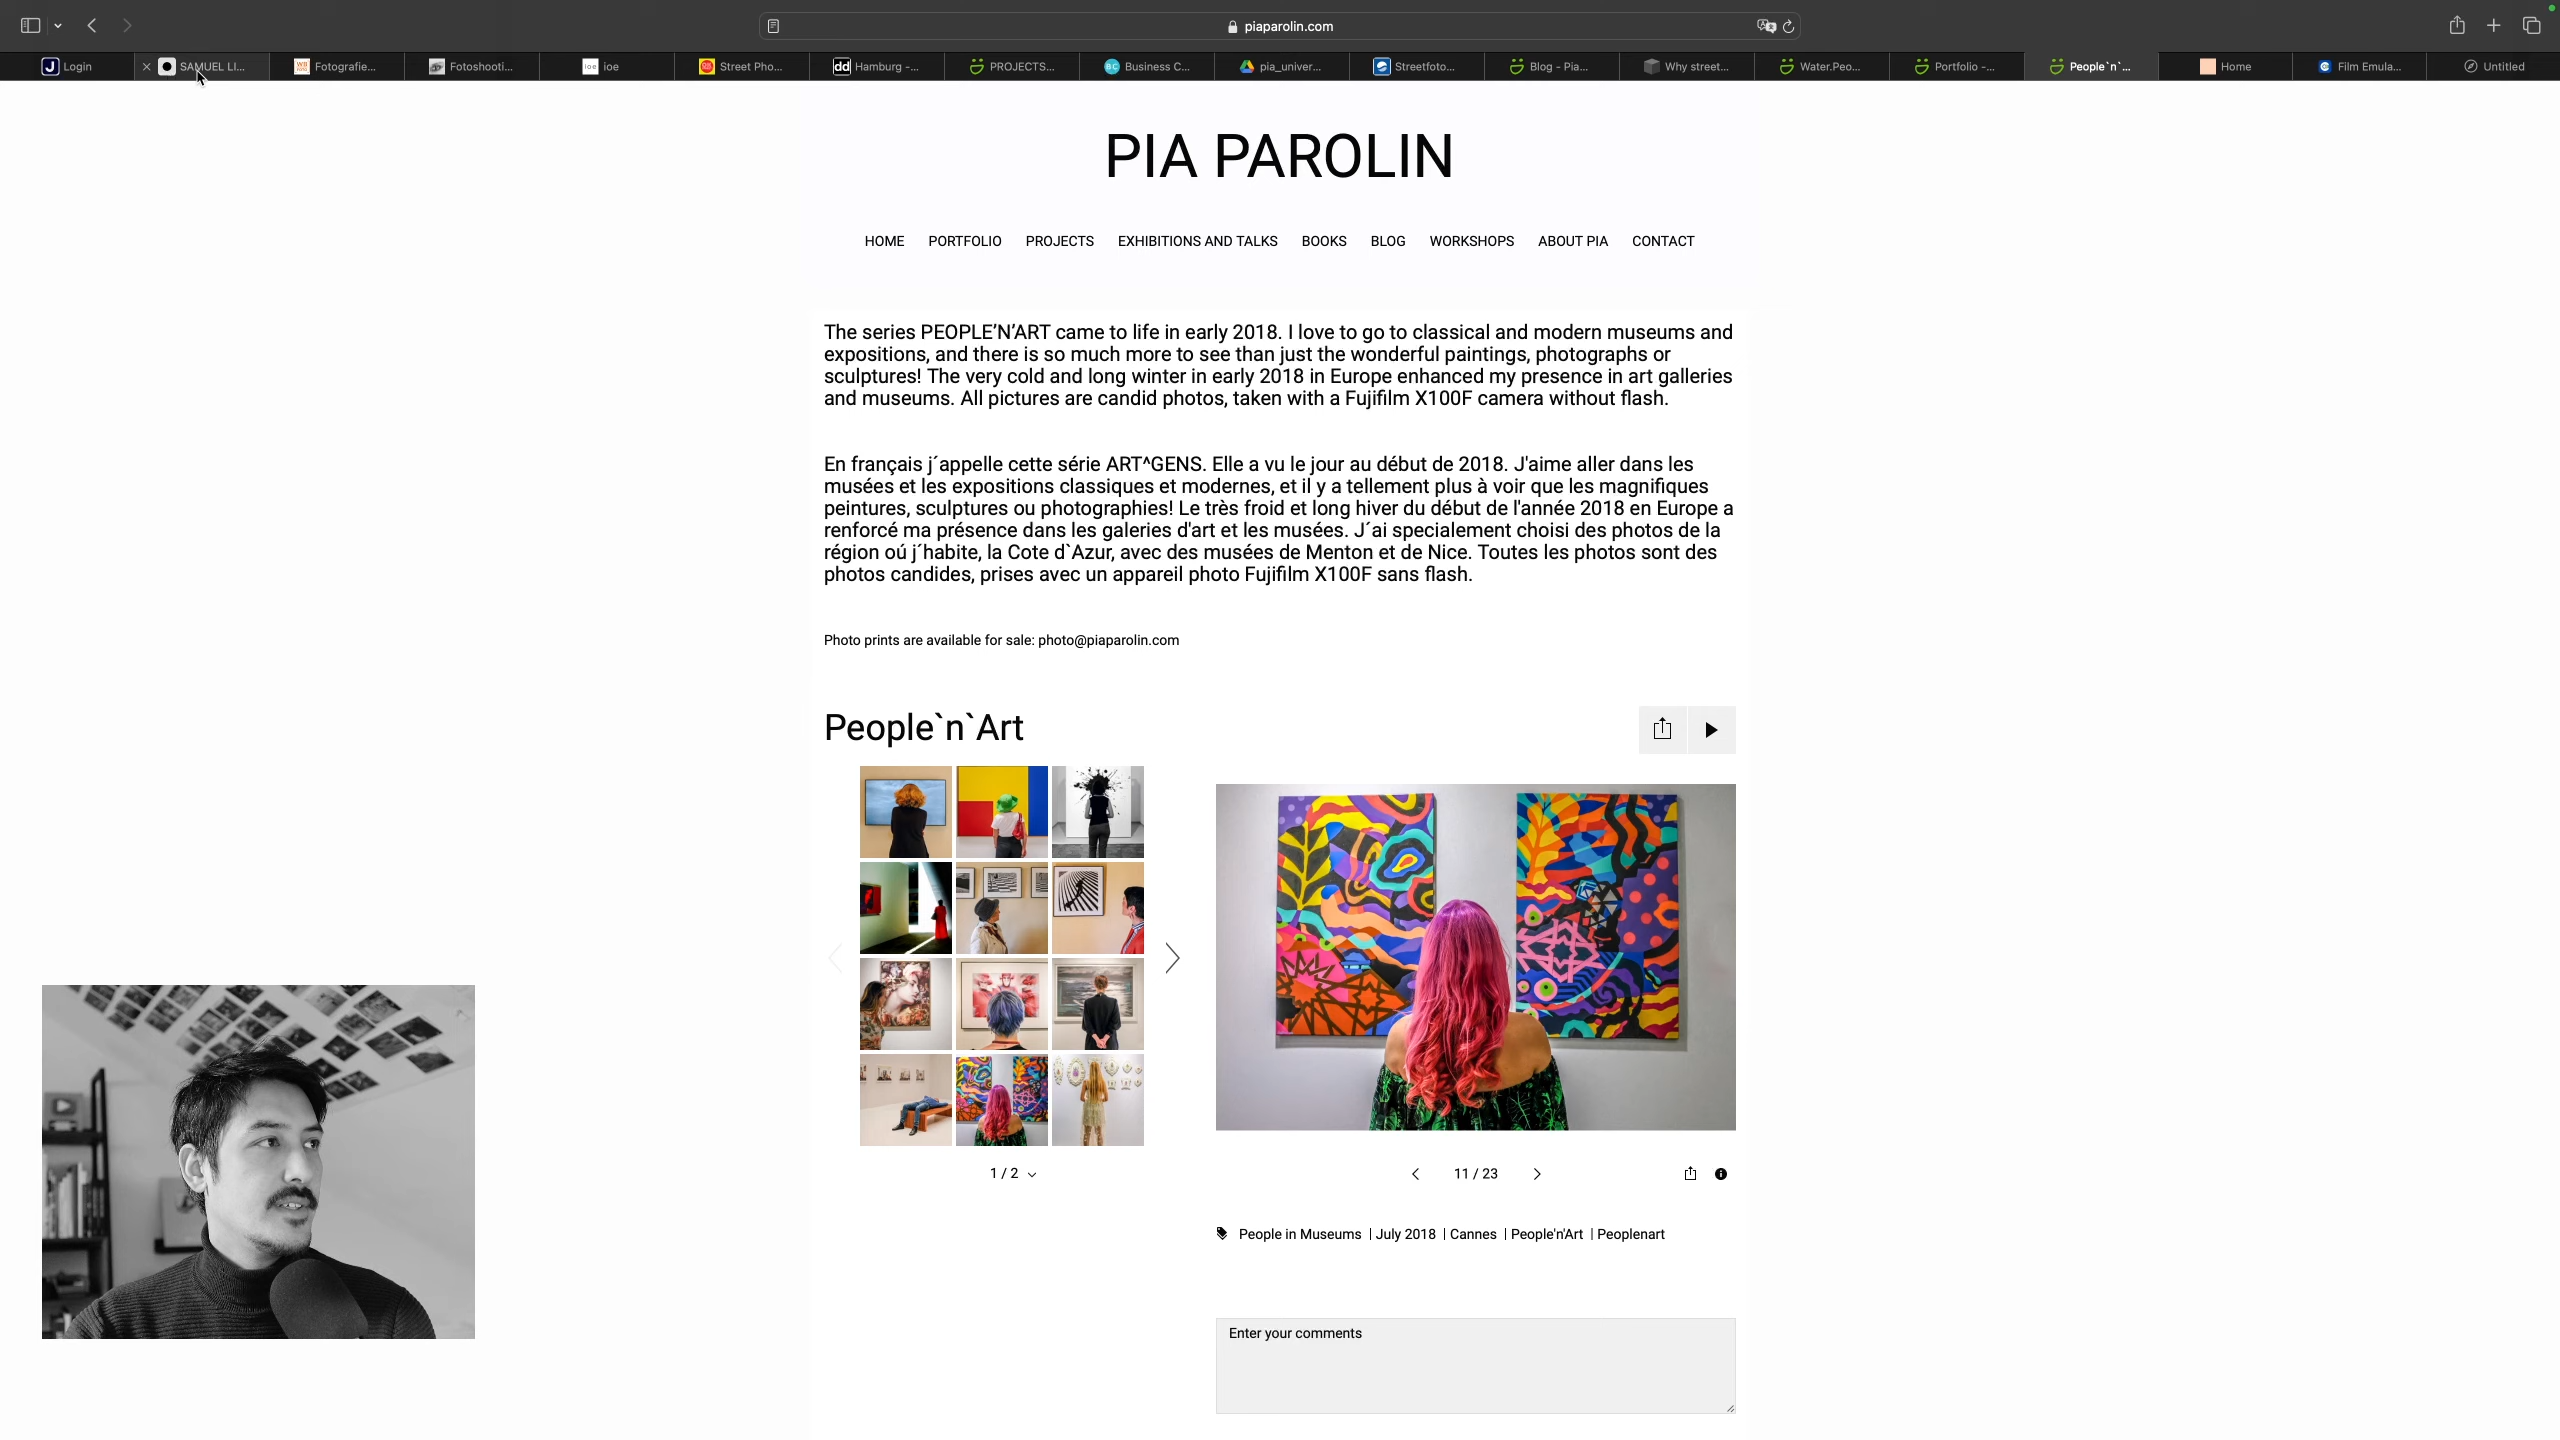 piaparolin.com
Login
SAMUEL LI...
Fotografie...
Fotoshooti...
ioe
ioe
Street Pho...
dd
Hamburg -...
PROJECTS...
BC
Business C...
pia_univer...
Streetfoto...
Blog - Pia...
Why street...
Water.Peo...
Portfolio -...
People`n`...
Home
Film Emula...
Untitled
PIA PAROLIN
HOME PORTFOLIO PROJECTS EXHIBITIONS AND TALKS BOOKS BLOG WORKSHOPS ABOUT PIA CONTACT
The series PEOPLE’N’ART came to life in early 2018. I love to go to classical and modern museums and
expositions, and there is so much more to see than just the wonderful paintings, photographs or
sculptures! The very cold and long winter in early 2018 in Europe enhanced my presence in art galleries
and museums. All pictures are candid photos, taken with a Fujifilm X100F camera without flash.
En français j´appelle cette série ART^GENS. Elle a vu le jour au début de 2018. J'aime aller dans les
musées et les expositions classiques et modernes, et il y a tellement plus à voir que les magnifiques
peintures, sculptures ou photographies! Le très froid et long hiver du début de l'année 2018 en Europe a
renforcé ma présence dans les galeries d'art et les musées. J´ai specialement choisi des photos de la
région oú j´habite, la Cote d`Azur, avec des musées de Menton et de Nice. Toutes les photos sont des
photos candides, prises avec un appareil photo Fujifilm X100F sans flash.
Photo prints are available for sale: photo@piaparolin.com
People`n`Art
1 / 2
11 / 23
People in Museums | July 2018 | Cannes | People'n'Art | Peoplenart
Enter your comments